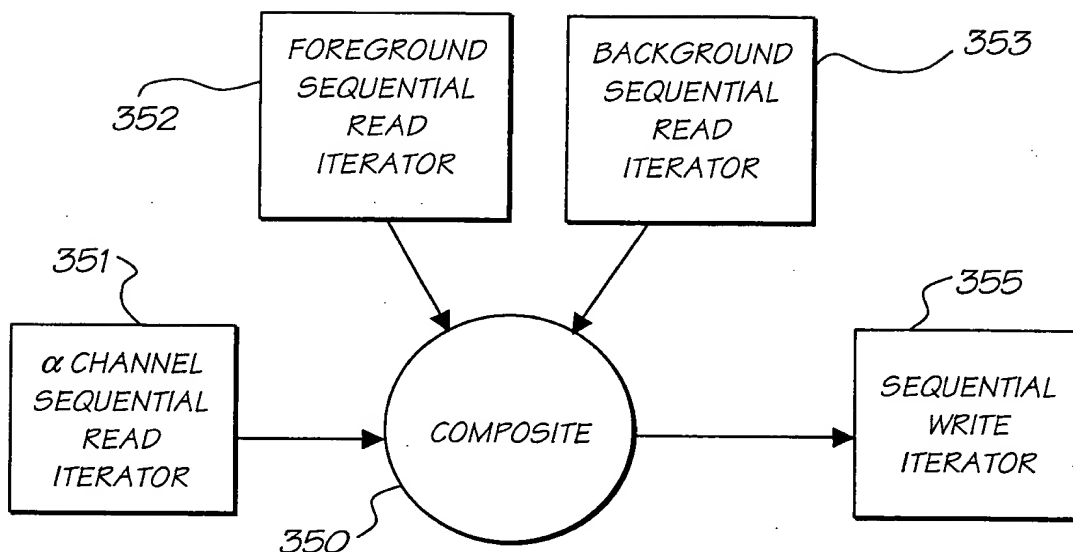 FOREGROUND
SEQUENTIAL
READ
ITERATOR
352
BACKGROUND
SEQUENTIAL
READ
ITERATOR
353
351
α CHANNEL
SEQUENTIAL
READ
ITERATOR
COMPOSITE
350
355
SEQUENTIAL
WRITE
ITERATOR